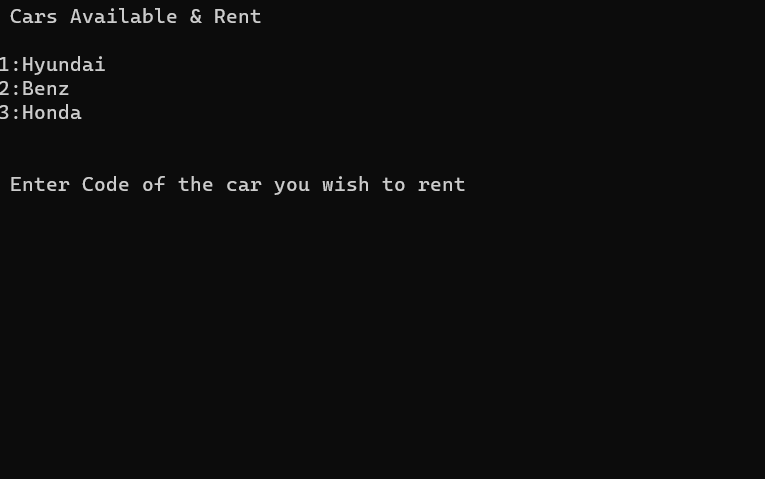 Cars Available & Rent
1:Hyundai
2:Benz
3:Honda
Enter Code of the car you wish to rent